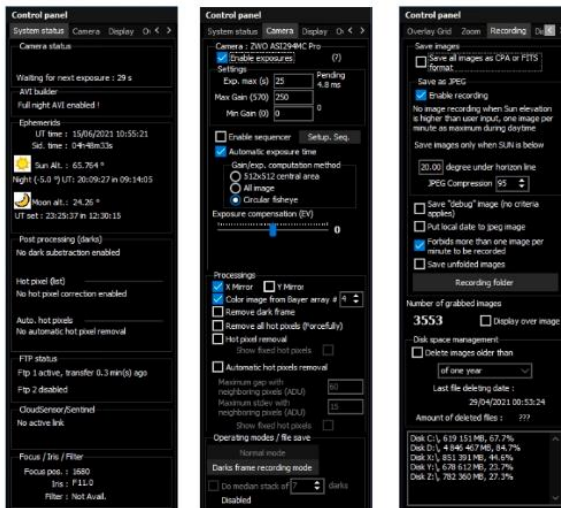 Control panel
System status Camera Display
Camera status
Waiting for next exposure : 29 s
AVI builder
Full night AVI enabled !
Ephemerids
UT time : 15/06/2021 10:55:21
Sid. time : 04h48m33s
Sun Alt. : 65.764 °
Night (-5.0 °) UT: 20:09:27 in 09:14:05
Moon alt. : 24.26 °
UT set : 23:25:37 in 12:30:15
Post processing (darks)
No dark substraction enabled
Hot pixel (list)
No hot pixel correction enabled
Auto. hot pixels
No automatic hot pixel removal
FTP status
Ftp 1 active, transfer 0.3 min(s) ago
Ftp 2 disabled
CloudSensor/Sentinel
No active link
Focus / Iris / Filter
Focus pos. : 1680
Iris : F11.0
Filter : Not Avail.
Control panel
System status Camera Display
Camera : ZWO ASI294MC Pro
Enable exposures (?)
Settings
Exp. max (s) 25 Pending
4.8 ms
Max Gain (570) 250
0
Min Gain (0) 0
Enable sequencer Setup. Seq.
Automatic exposure time
Gain/exp. computation method
512x512 central area
All image
Circular fisheye
Exposure compensation (EV)
0
Processings
X Mirror Y Mirror
Color image from Bayer array # 4
Remove dark frame
Remove all hot pixels (Forcefully)
Hot pixel removal
Show fixed hot pixels
Automatic hot pixels removal
Maximum gap with
neighboring pixels (ADU) 60
Maximum stdev with
neighboring pixels (ADU) 15
Show fixed hot pixels
Operating modes / file save
Normal mode
Darks frame recording mode
Do median stack of 7 darks
Disabled
Control panel
Overlay Grid Zoom Recording
Save images
Save all images as CPA or FITS
format
Save as JPEG
Enable recording
No image recording when Sun elevation
is higher than user input, one image per
minute as maximum during daytime
Save images only when SUN is below
20.00 degree under horizon line
JPEG Compression 95
Save "debug" image (no criteria
applies)
Put local date to jpeg image
Forbids more than one image per
minute to be recorded
Save unfolded images
Recording folder
Number of grabbed images
3553 Display over image
Disk space management
Delete images older than
of one year
Last file deleting date :
29/04/2021 00:53:24
Amount of deleted files : ???
Disk C:\, 619 151 MB, 67.7%
Disk D:\, 4 846 467 MB, 84.7%
Disk X:\, 851 391 MB, 44.6%
Disk Y:\, 678 612 MB, 23.7%
Disk Z:\, 782 360 MB, 27.3%